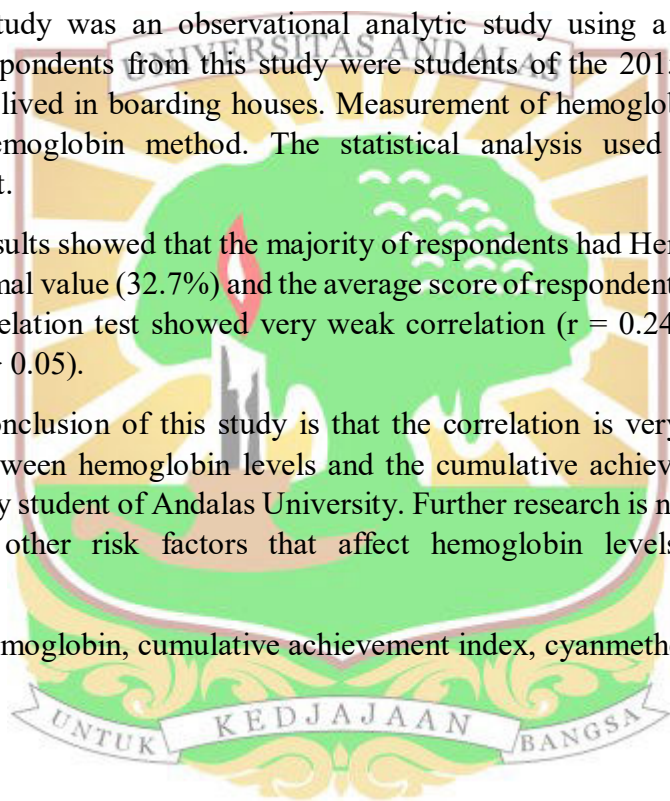 tudy was an observational analytic study using a
pondents from this study were students of the 201
UNIVERSITAS ANDALAS
lived in boarding houses. Measurement of hemoglob
emoglobin method. The statistical analysis used
t.
sults showed that the majority of respondents had Her
nal value (32.7%) and the average score of respondent
elation test showed very weak correlation (r = 0.24
0.05).
onclusion of this study is that the correlation is very
ween hemoglobin levels and the cumulative achiev
y student of Andalas University. Further research is n
other risk factors that affect hemoglobin levels
moglobin, cumulative achievement index, cyanmetho
UNTUK KEDJAJAAN BANGSA